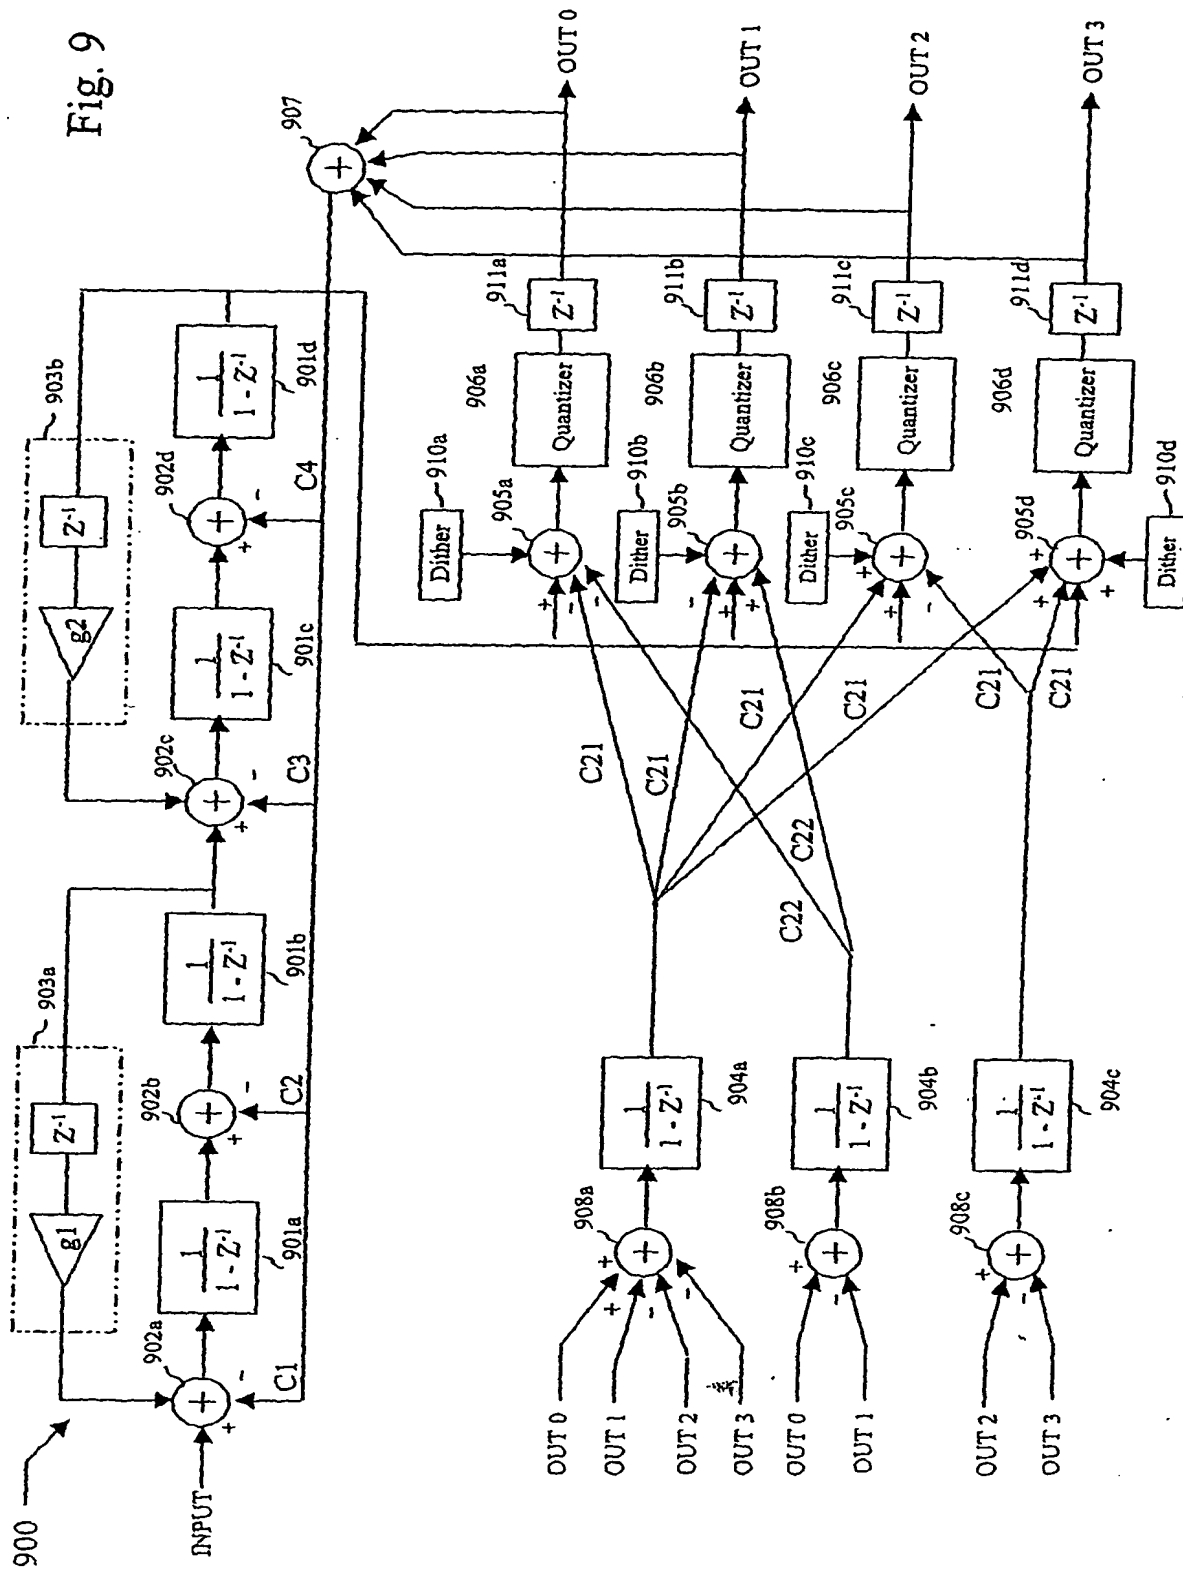 Fig. 9
900
903a
903b
g1
Z-1
g2
Z-1
INPUT
902a
1
1 - Z-1
901a
902b
1
1 - Z-1
901b
902c
1
1 - Z-1
901c
902d
1
1 - Z-1
901d
907
+
+
+
+
+
+
-
+
-
+
-
+
-
C1
C2
C3
C4
OUT 0
OUT 1
OUT 2
OUT 3
908a
+
+
+
-
-
1
1 - Z-1
904a
OUT 0
OUT 1
908b
+
+
-
1
1 - Z-1
904b
OUT 2
OUT 3
908c
+
+
-
1
1 - Z-1
904c
C21
C21
C21
C21
C22
C22
C21
C21
Dither
910a
905a
+
+
-
-
Quantizer
906a
Z-1
911a
OUT 0
Dither
910b
905b
+
-
+
+
Quantizer
906b
Z-1
911b
OUT 1
Dither
910c
905c
+
+
+
-
Quantizer
906c
Z-1
911c
OUT 2
905d
+
+
+
+
Dither
910d
Quantizer
906d
Z-1
911d
OUT 3